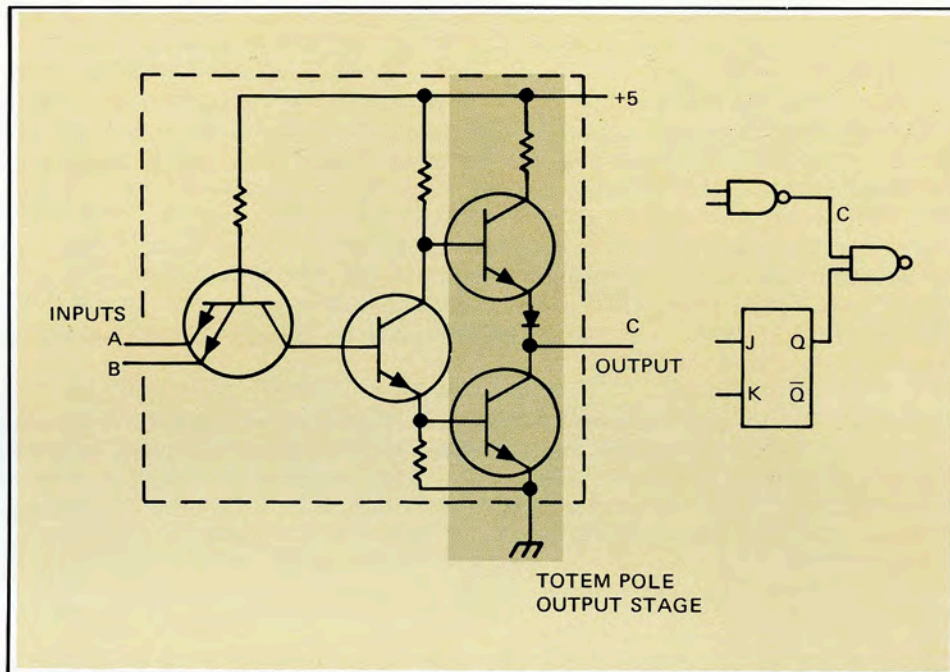 +5
INPUTS
A
B
C
OUTPUT
C
J Q
K Q̅
TOTEM POLE
OUTPUT STAGE